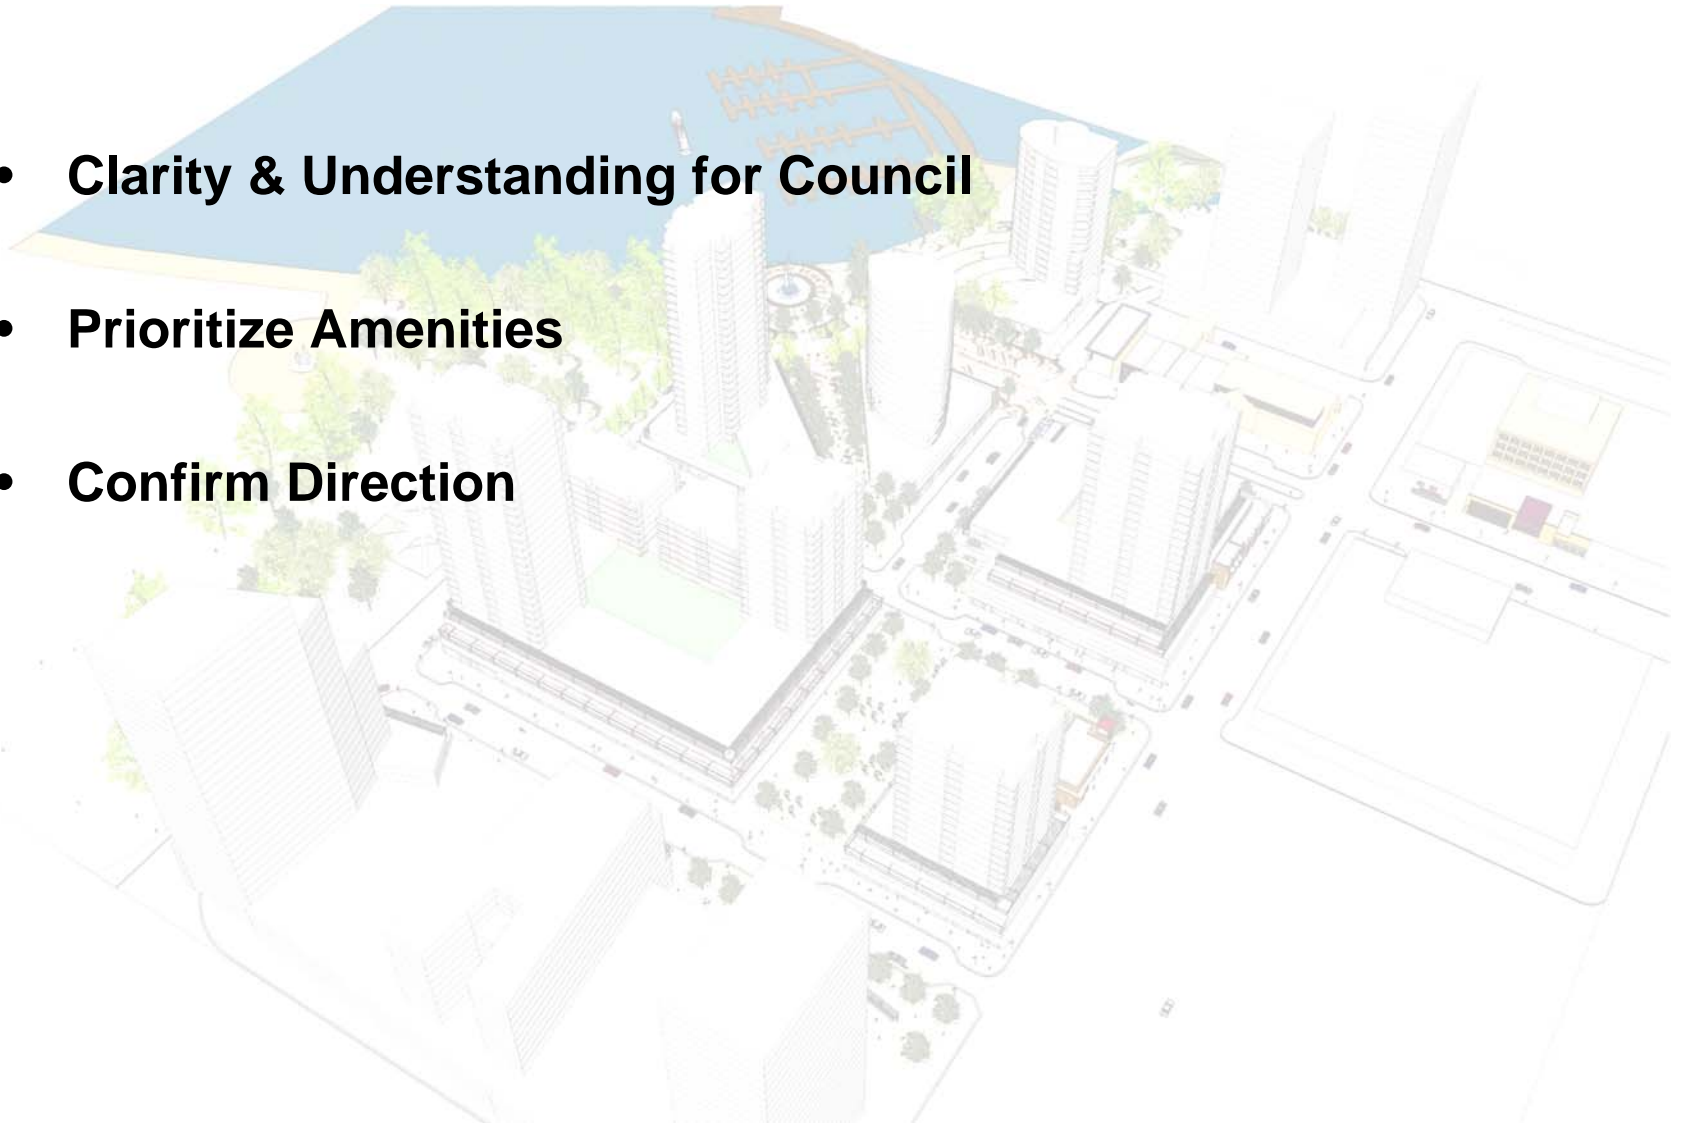 • Clarity & Understanding for Council
• Prioritize Amenities
• Confirm Direction